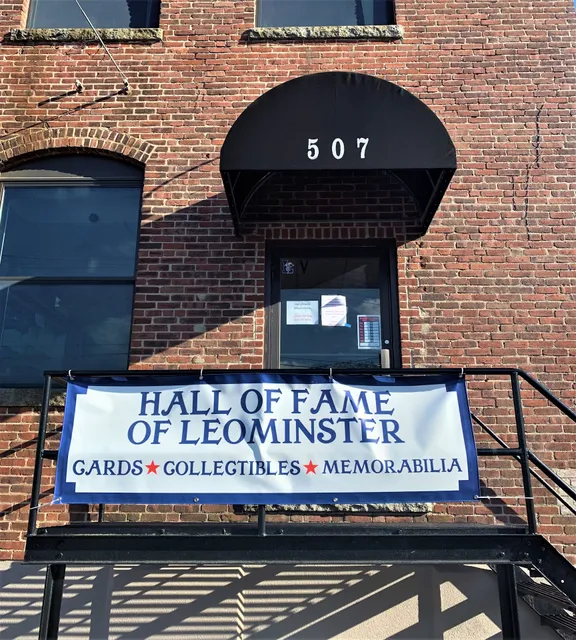 507
HALL OF FAME
OF LEOMINSTER
CARDS★COLLECTIBLES★MEMORABILIA